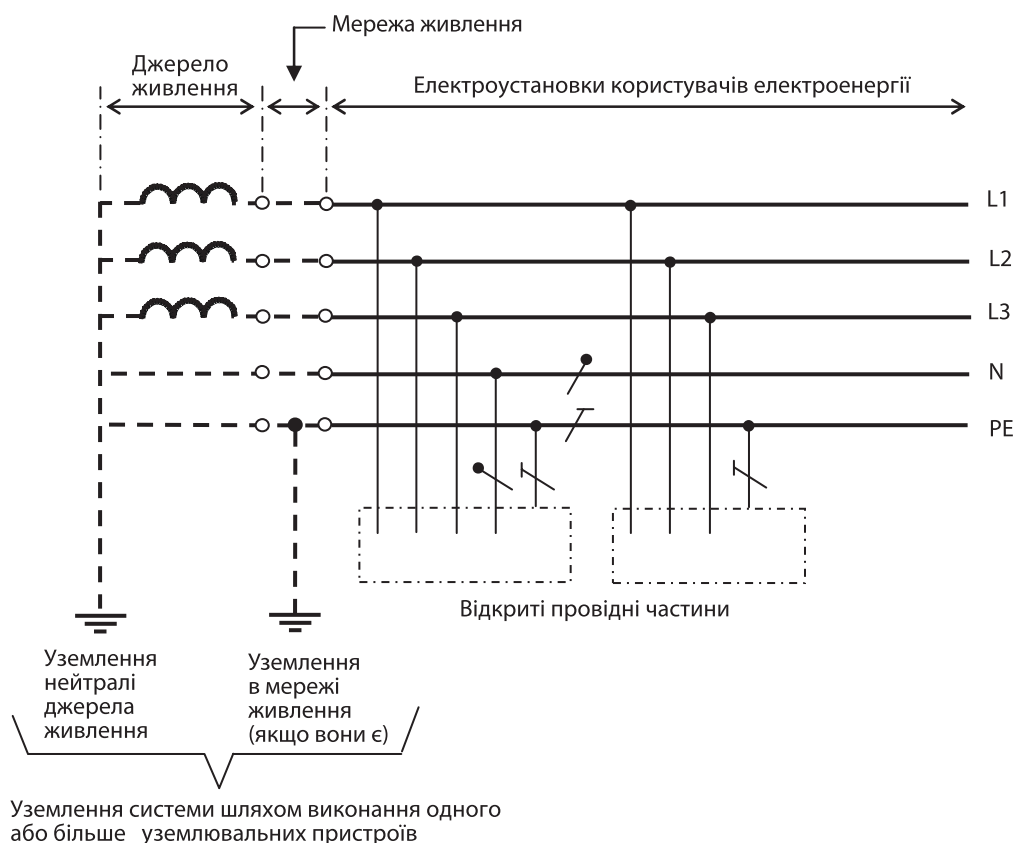 Мережа живлення
Джерело
живлення
Електроустановки користувачів електроенергії
L1
L2
L3
N
PE
Відкриті провідні частини
Уземлення
нейтралі
джерела
живлення
Уземлення
в мережі
живлення
(якщо вони є)
Уземлення системи шляхом виконання одного
або більше уземлювальних пристроїв